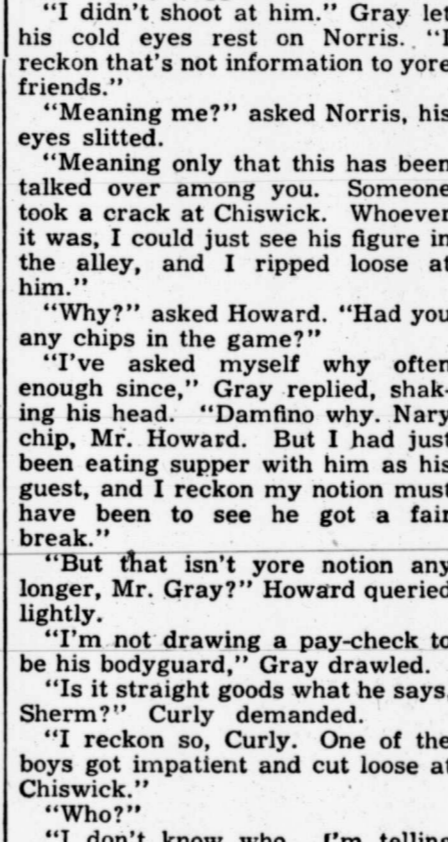 "I didn't shoot at him." Gray let
his cold eyes rest on Norris. "I
reckon that's not information to yore
friends."
"Meaning me?" asked Norris, his
eyes slitted.
"Meaning only that this has been
talked over among you. Someone
took a crack at Chiswick. Whoever
it was, I could just see his figure in
the alley, and I ripped loose at
him."
"Why?" asked Howard. "Had you
any chips in the game?"
"I've asked myself why often
enough since," Gray replied, shak-
ing his head. "Damfino why. Nary
chip, Mr. Howard. But I had just
been eating supper with him as his
guest, and I reckon my notion must
have been to see he got a fair
break."
"But that isn't yore notion any
longer, Mr. Gray?" Howard queried
lightly.
"I'm not drawing a pay-check to
be his bodyguard," Gray drawled.
"Is it straight goods what he says,
Sherm?" Curly demanded.
"I reckon so, Curly. One of the
boys got impatient and cut loose at
Chiswick."
"Who?"
"I don't know who. I'm telling